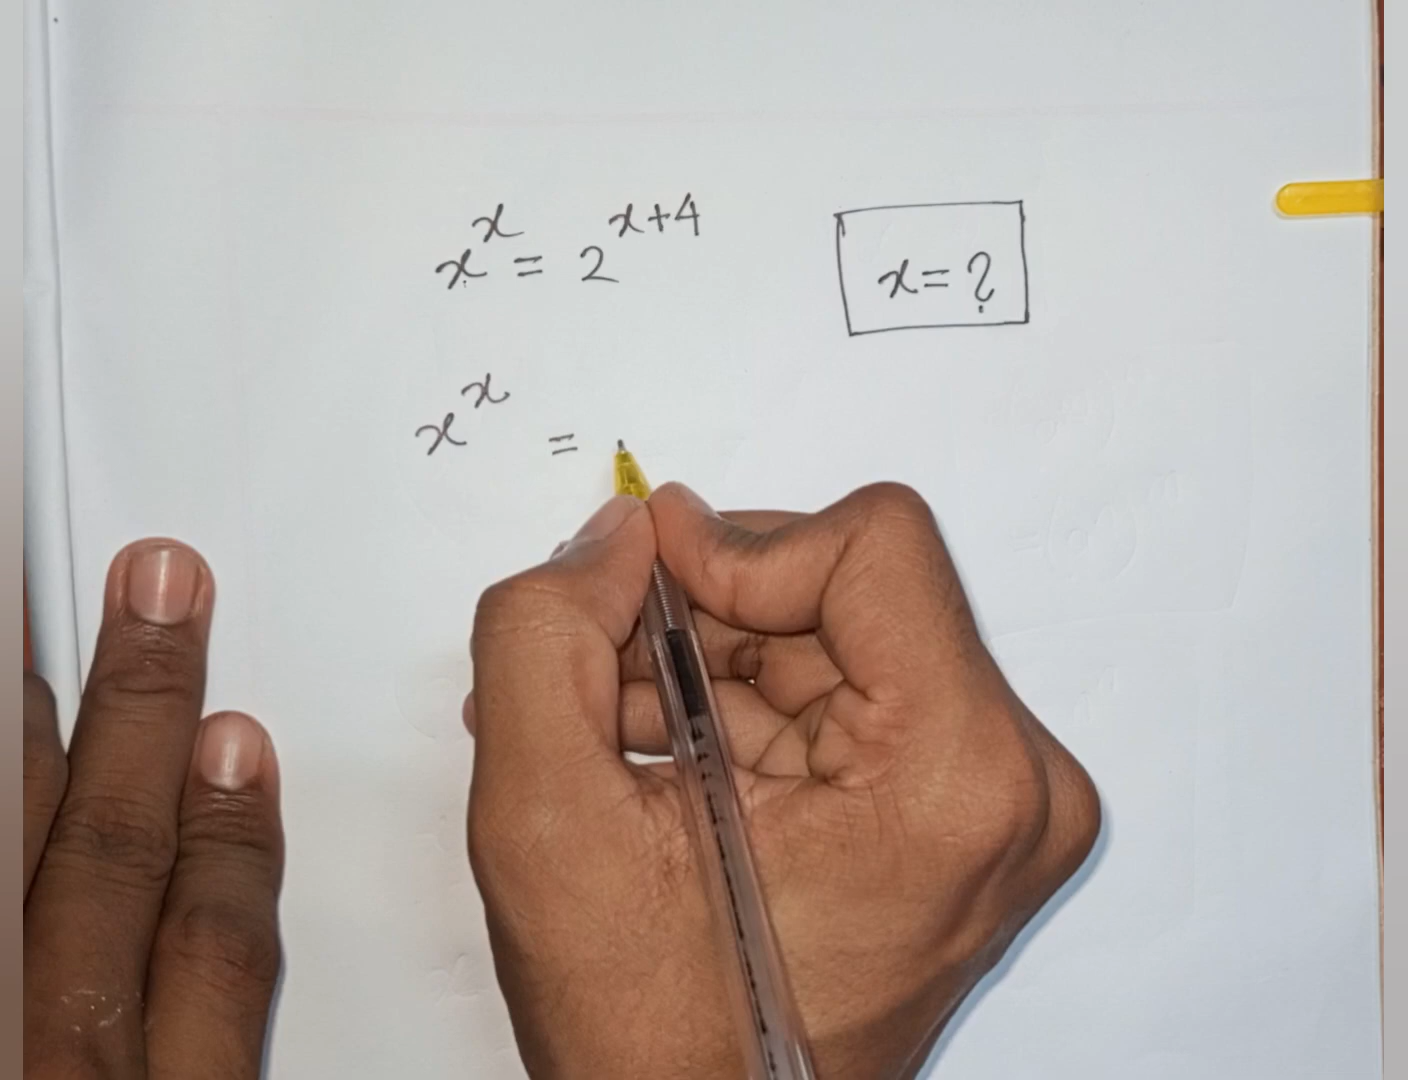 x^x = 2^{x+4}
x = ?
x^x =